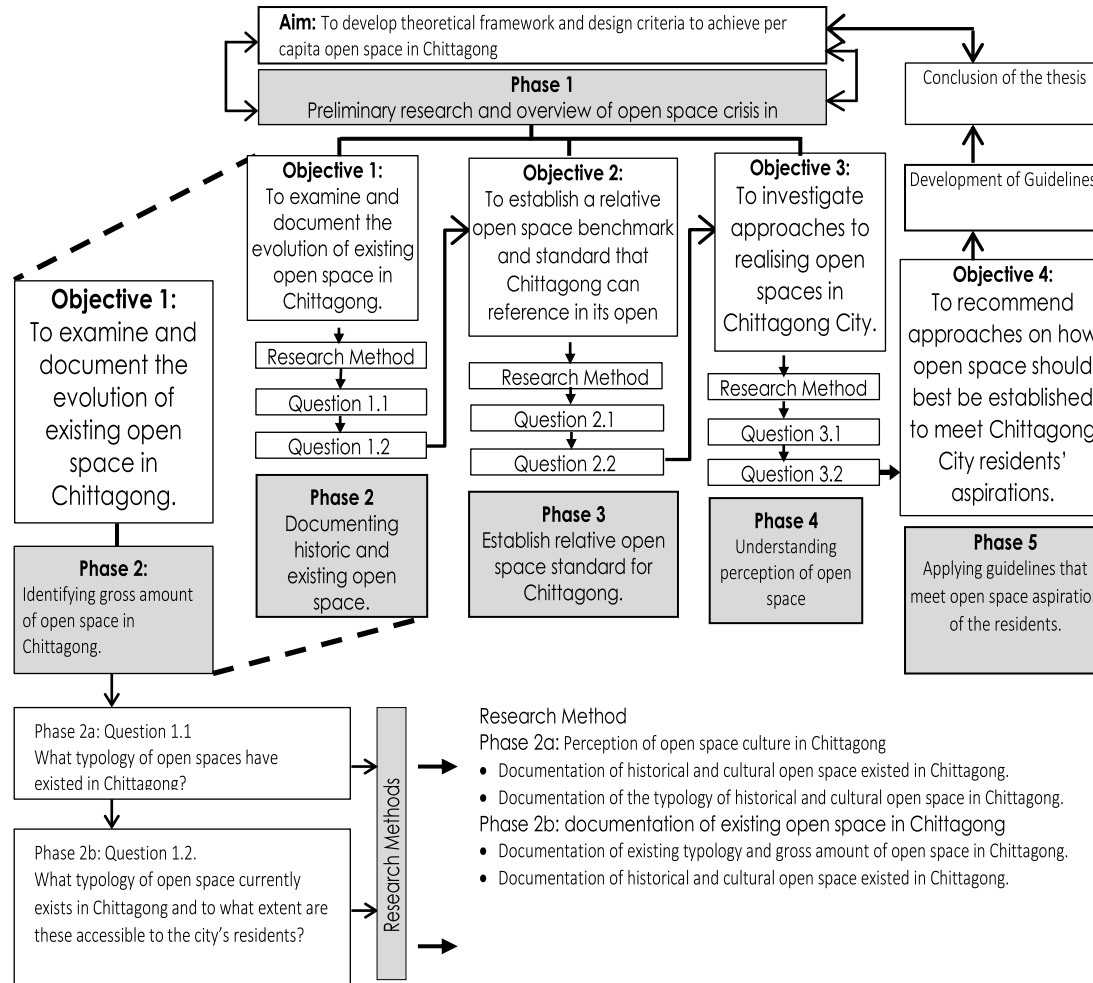 Aim: To develop theoretical framework and design criteria to achieve per
capita open space in Chittagong
Phase 1
Preliminary research and overview of open space crisis in
Conclusion of the thesis
Development of Guidelines
Objective 1:
To examine and
document the
evolution of existing
open space in
Chittagong.
Research Method
Question 1.1
Question 1.2
Phase 2
Documenting
historic and
existing open
space.
Objective 2:
To establish a relative
open space benchmark
and standard that
Chittagong can
reference in its open
Research Method
Question 2.1
Question 2.2
Phase 3
Establish relative open
space standard for
Chittagong.
Objective 3:
To investigate
approaches to
realising open
spaces in
Chittagong City.
Research Method
Question 3.1
Question 3.2
Phase 4
Understanding
perception of open
space
Objective 4:
To recommend
approaches on how
open space should
best be established
to meet Chittagong
City residents’
aspirations.
Phase 5
Applying guidelines that
meet open space aspiratio
of the residents.
Objective 1:
To examine and
document the
evolution of
existing open
space in
Chittagong.
Phase 2:
Identifying gross amount
of open space in
Chittagong.
Phase 2a: Question 1.1
What typology of open spaces have
existed in Chittagong?
Phase 2b: Question 1.2.
What typology of open space currently
exists in Chittagong and to what extent are
these accessible to the city’s residents?
Research Methods
Research Method
Phase 2a: Perception of open space culture in Chittagong
• Documentation of historical and cultural open space existed in Chittagong.
• Documentation of the typology of historical and cultural open space in Chittagong.
Phase 2b: documentation of existing open space in Chittagong
• Documentation of existing typology and gross amount of open space in Chittagong.
• Documentation of historical and cultural open space existed in Chittagong.